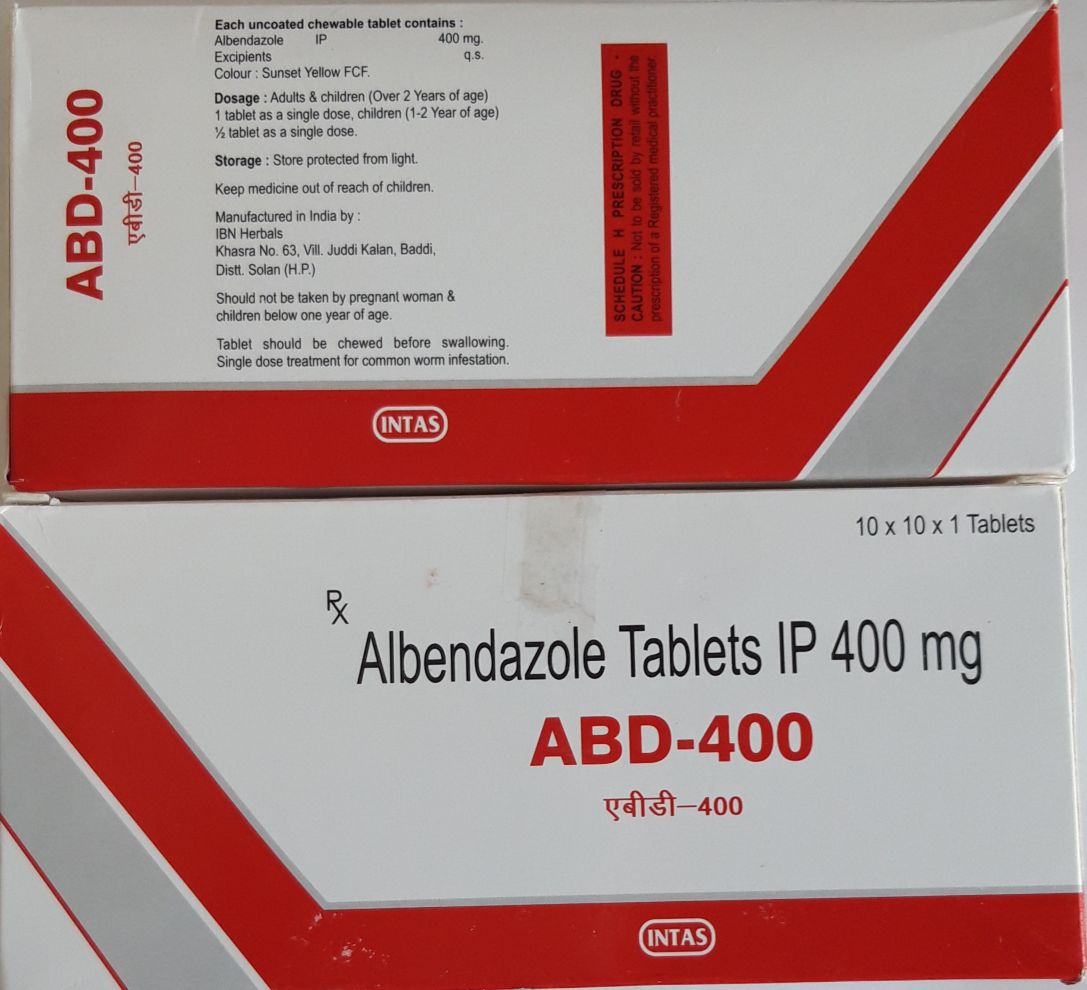 ABD-400
एबीडी–400
Each uncoated chewable tablet contains :
Albendazole IP 400 mg.
Excipients q.s.
Colour : Sunset Yellow FCF.
Dosage : Adults & children (Over 2 Years of age)
1 tablet as a single dose, children (1-2 Year of age)
½ tablet as a single dose.
Storage : Store protected from light.
Keep medicine out of reach of children.
Manufactured in India by :
IBN Herbals
Khasra No. 63, Vill. Juddi Kalan, Baddi,
Distt. Solan (H.P.)
Should not be taken by pregnant woman &
children below one year of age.
Tablet should be chewed before swallowing.
Single dose treatment for common worm infestation.
SCHEDULE H PRESCRIPTION DRUG -
CAUTION : Not to be sold by retail without the
prescription of a Registered medical practitioner
INTAS
10 x 10 x 1 Tablets
Rx
Albendazole Tablets IP 400 mg
ABD-400
एबीडी–400
INTAS